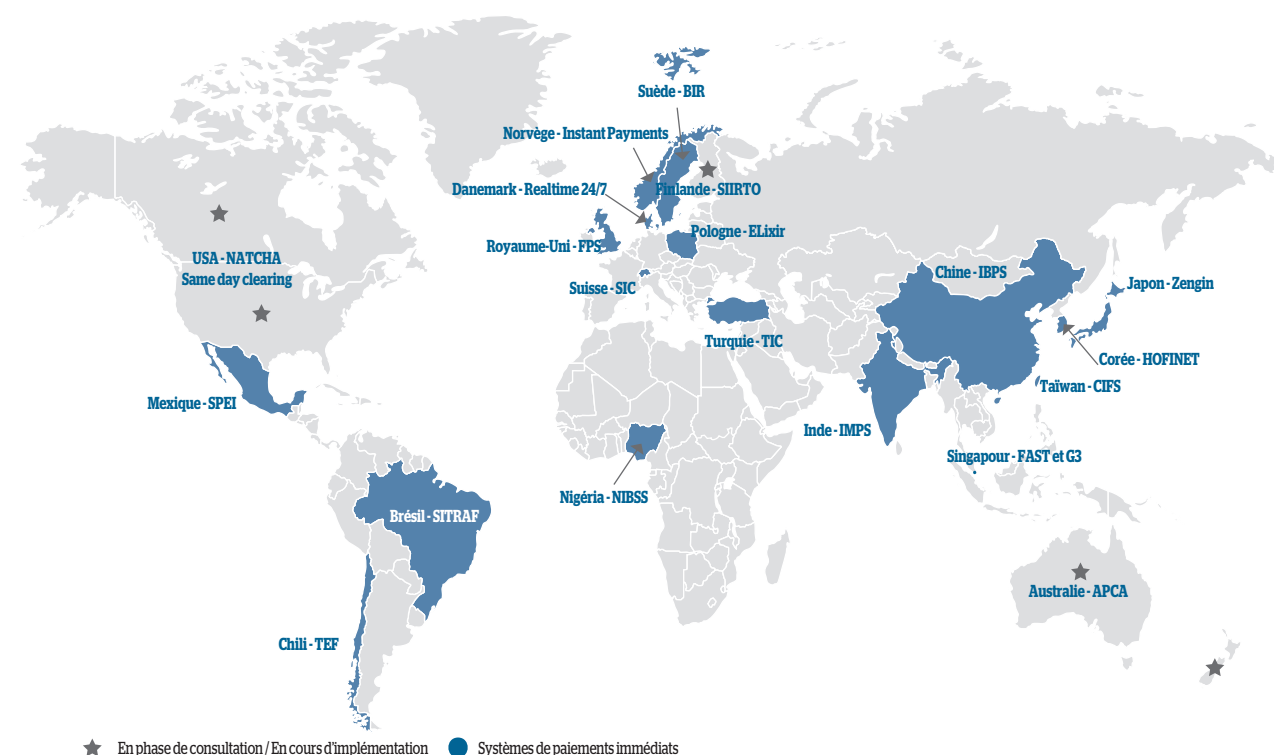 Suède - BIR
Norvège - Instant Payments
Danemark - Realtime 24/7
Finlande - SIIRTO
Pologne - ELixir
Royaume-Uni - FPS
USA - NATCHA
Same day clearing
Chine - IBPS
Suisse - SIC
Japon - Zengin
Turquie - TIC
Corée - HOFINET
Taïwan - CIFS
Mexique - SPEI
Inde - IMPS
Singapour - FAST et G3
Nigéria - NIBSS
Brésil - SITRAF
Australie - APCA
Chili - TEF
En phase de consultation / En cours d'implémentation
Systèmes de paiements immédiats